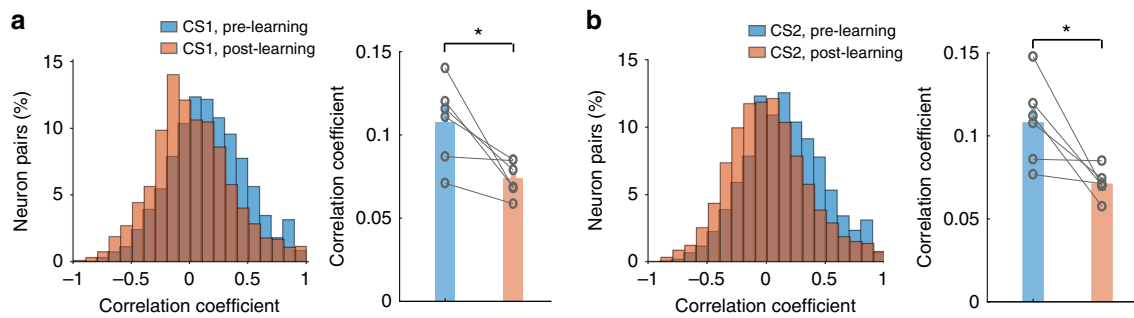 a
CS1, pre-learning
CS1, post-learning
15
10
5
0
Neuron pairs (%)
−1
−0.5
0
0.5
1
Correlation coefficient
*
0.15
0.1
0.05
0
Correlation coefficient
b
CS2, pre-learning
CS2, post-learning
15
10
5
0
Neuron pairs (%)
−1
−0.5
0
0.5
1
Correlation coefficient
*
0.15
0.1
0.05
0
Correlation coefficient